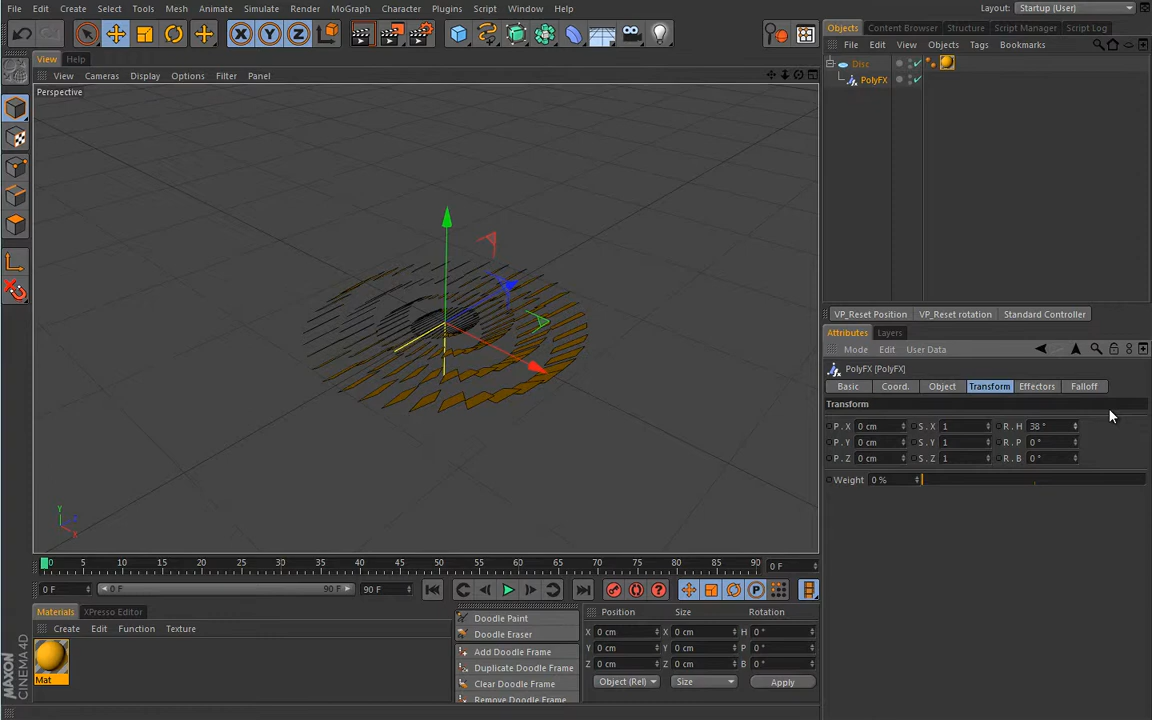 File Edit Create Select Tools Mesh Snap Animate Simulate Render MoGraph Character Plugins Script Window Help Layout: Startup (User)
Objects Content Browser Structure Script Manager Script Log
View Help
File Edit View Objects Tags Bookmarks
Disc
View Cameras Display Options Filter Panel
PolyFX
Perspective
VP_Reset Position VP_Reset rotation Standard Controller
Attributes Layers
Mode Edit User Data
PolyFX [PolyFX]
Basic Coord. Object Transform Effectors Falloff
Transform
P . X 0 cm S . X 1 R . H 38 °
P . Y 0 cm S . Y 1 R . P 0 °
P . Z 0 cm S . Z 1 R . B 0 °
Weight 0 %
Y
Z
X
0 5 10 15 20 25 30 35 40 45 50 55 60 65 70 75 80 85 90 0 F
0 F 0 F 90 F 90 F
Materials XPresso Editor
Create Edit Function Texture
Mat
MAXON
CINEMA 4D
Doodle Paint
Doodle Eraser
Add Doodle Frame
Duplicate Doodle Frame
Clear Doodle Frame
Remove Doodle Frame
Position Size Rotation
X 0 cm X 0 cm H 0 °
Y 0 cm Y 0 cm P 0 °
Z 0 cm Z 0 cm B 0 °
Object (Rel) Size Apply